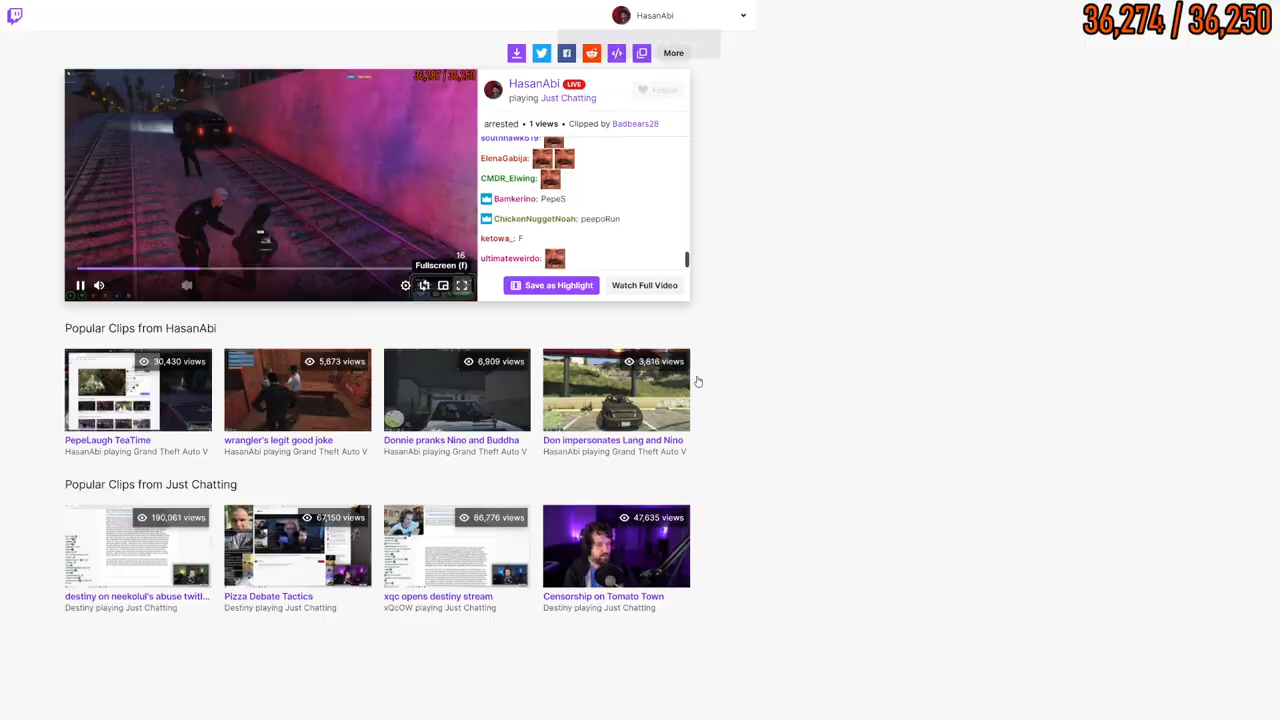 HasanAbi
36,274 / 36,250
More
HasanAbi LIVE
playing Just Chatting
Follow
arrested • 1 views • Clipped by Badbears28
southhawk619:
ElenaGabija:
CMDR_Elwing:
Bamkerino: PepeS
ChickenNuggetNoah: peepoRun
ketowa_: F
ultimateweirdo:
16
Fullscreen (f)
Save as Highlight
Watch Full Video
Popular Clips from HasanAbi
30,430 views
5,673 views
6,909 views
3,816 views
PepeLaugh TeaTime
wrangler's legit good joke
Donnie pranks Nino and Buddha
Don impersonates Lang and Nino
HasanAbi playing Grand Theft Auto V
HasanAbi playing Grand Theft Auto V
HasanAbi playing Grand Theft Auto V
HasanAbi playing Grand Theft Auto V
Popular Clips from Just Chatting
190,061 views
67,150 views
86,776 views
47,635 views
destiny on neekolul's abuse twitl...
Pizza Debate Tactics
xqc opens destiny stream
Censorship on Tomato Town
Destiny playing Just Chatting
Destiny playing Just Chatting
xQcOW playing Just Chatting
Destiny playing Just Chatting